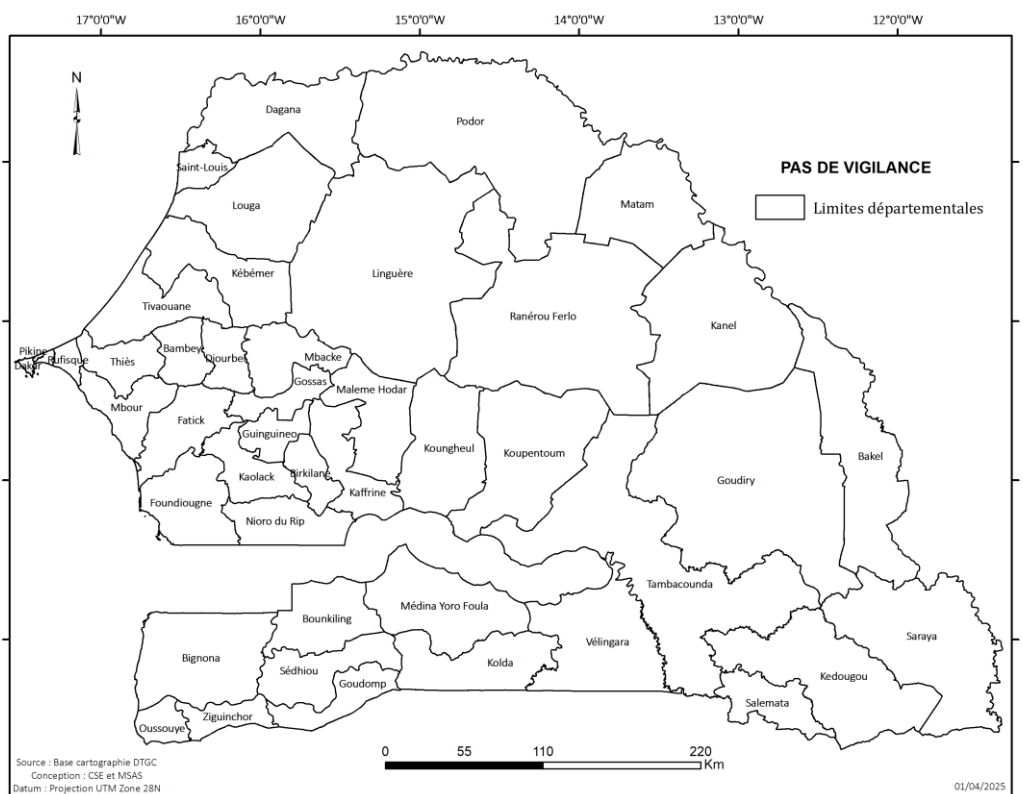 17°0'0"W 16°0'0"W 15°0'0"W 14°0'0"W 13°0'0"W 12°0'0"W
N
Dagana
Podor
PAS DE VIGILANCE
Limites départementales
Saint-Louis
Louga
Matam
Kébémer
Linguère
Tivaouane
Ranérou Ferlo
Kanel
Pikine
Dakar
Rufisque
Thiès
Bambey
Diourbel
Mbacke
Gossas
Maleme Hodar
Mbour
Fatick
Guinguineo
Koungheul
Koupentoum
Bakel
Goudiry
Kaolack
Birkilane
Kaffrine
Foundiougne
Nioro du Rip
Tambacounda
Médina Yoro Foula
Bounkiling
Vélingara
Saraya
Bignona
Sédhiou
Kolda
Goudomp
Kedougou
Salemata
Ziguinchor
Oussouye
0 55 110 220
Km
Source : Base cartographie DTGC
Conception : CSE et MSAS
Datum : Projection UTM Zone 28N
01/04/2025